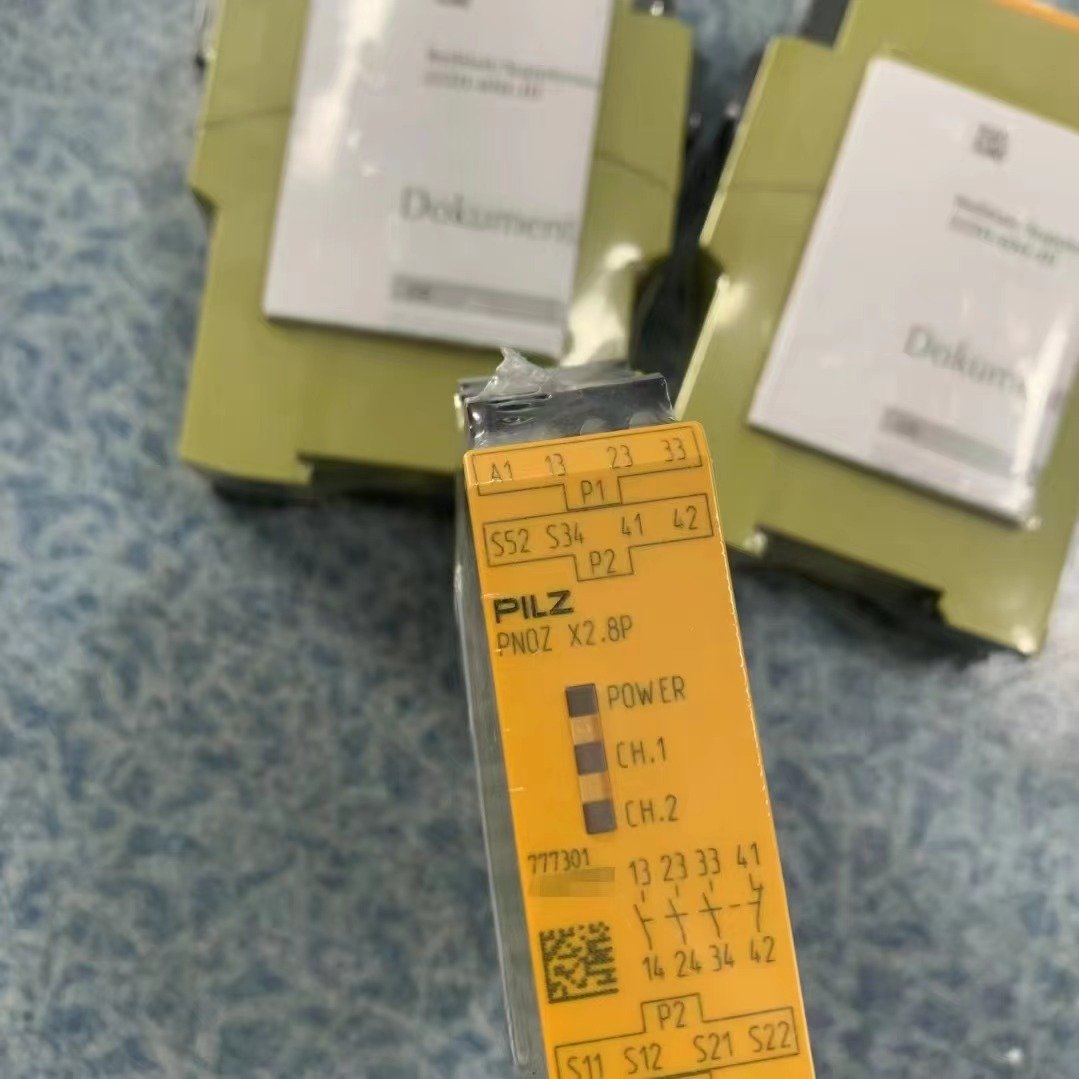 Dokument
Dokum
A1 13 23 33
P1
S52 S34 41 42
P2
PILZ
PNOZ X2.8P
POWER
CH.1
CH.2
777301
13 23 33 41
14 24 34 42
P2
S11 S12 S21 S22